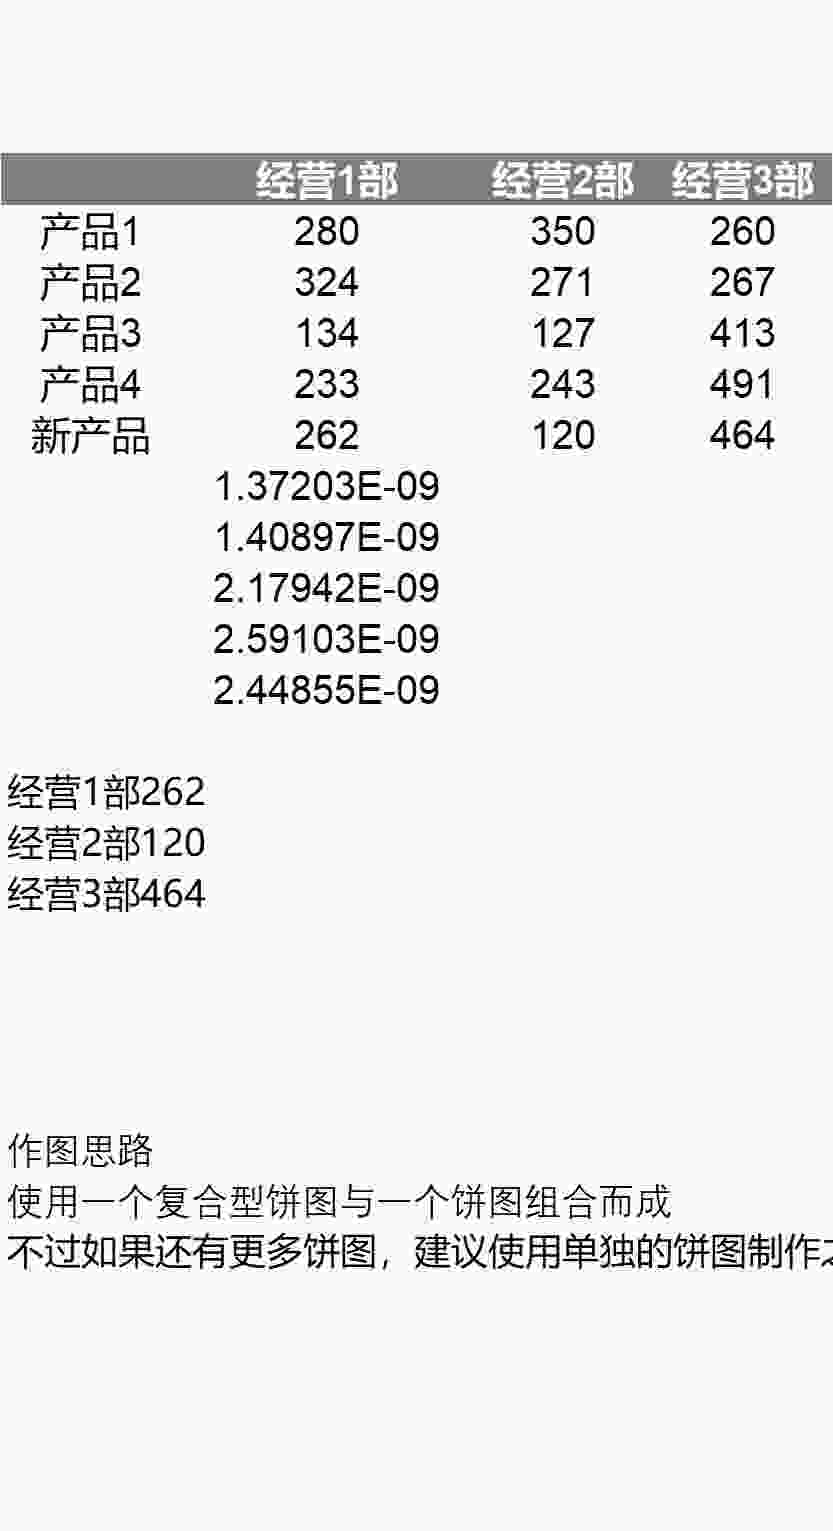 经营1部 经营2部 经营3部
产品1 280 350 260
产品2 324 271 267
产品3 134 127 413
产品4 233 243 491
新产品 262 120 464
1.37203E-09
1.40897E-09
2.17942E-09
2.59103E-09
2.44855E-09
经营1部262
经营2部120
经营3部464
作图思路
使用一个复合型饼图与一个饼图组合而成
不过如果还有更多饼图，建议使用单独的饼图制作